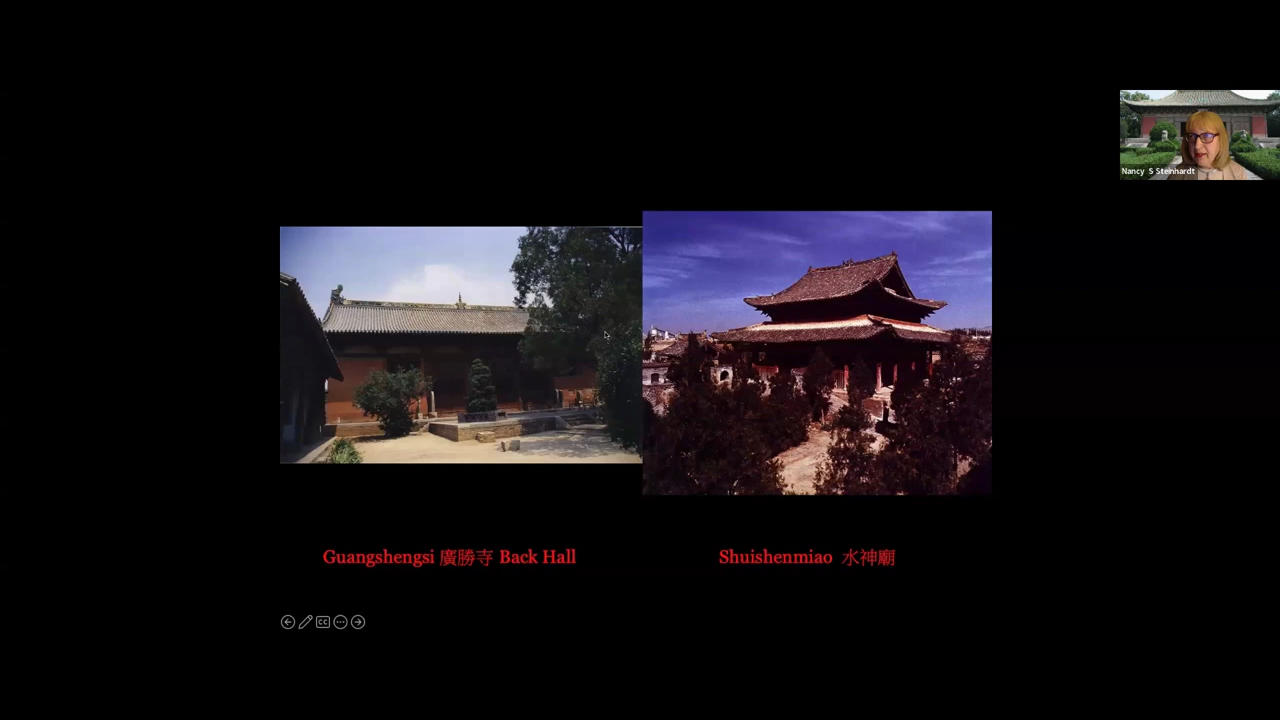 Nancy S Steinhardt
Guangshengsi 廣勝寺 Back Hall
Shuishenmiao 水神廟